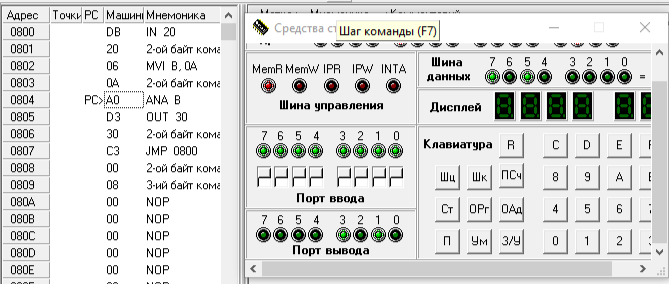 Адрес Точки PC Машин Мнемоника
0800 DB IN 20
0801 20 2-ой байт кома
0802 06 MVI B, 0A
0803 0A 2-ой байт кома
0804 PC> A0 ANA B
0805 D3 OUT 30
0806 30 2-ой байт кома
0807 C3 JMP 0800
0808 00 2-ой байт кома
0809 08 3-ий байт кома
080A 00 NOP
080B 00 NOP
080C 00 NOP
080D 00 NOP
080E 00 NOP
Средства ст
Шаг команды (F7)
MemR MemW IPR IPW INTA
Шина управления
7 6 5 4 3 2 1 0
Порт ввода
7 6 5 4 3 2 1 0
Порт вывода
Шина данных
7 6 5 4 3 2 1 0
=
Дисплей
Клавиатура R C D E F
Шц Шк ПСч 8 9 A B
Ст ОРг ОАд 4 5 6 7
П Ум З/У 0 1 2 3